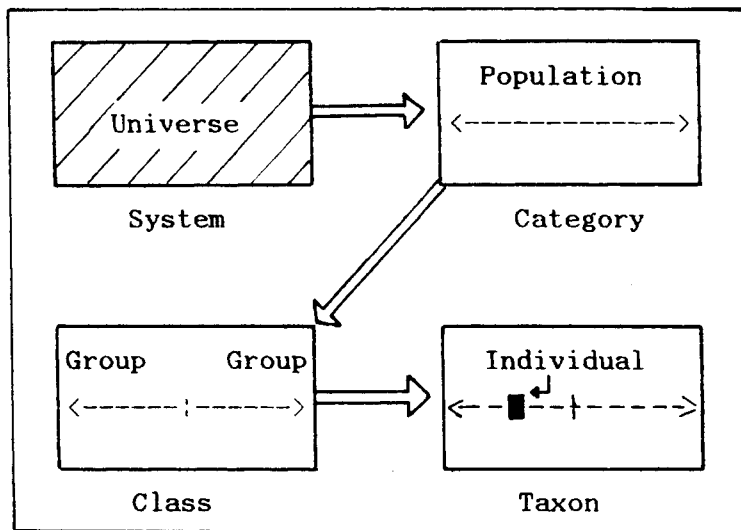 Universe
System
Population
Category
Group Group
Class
Individual
Taxon